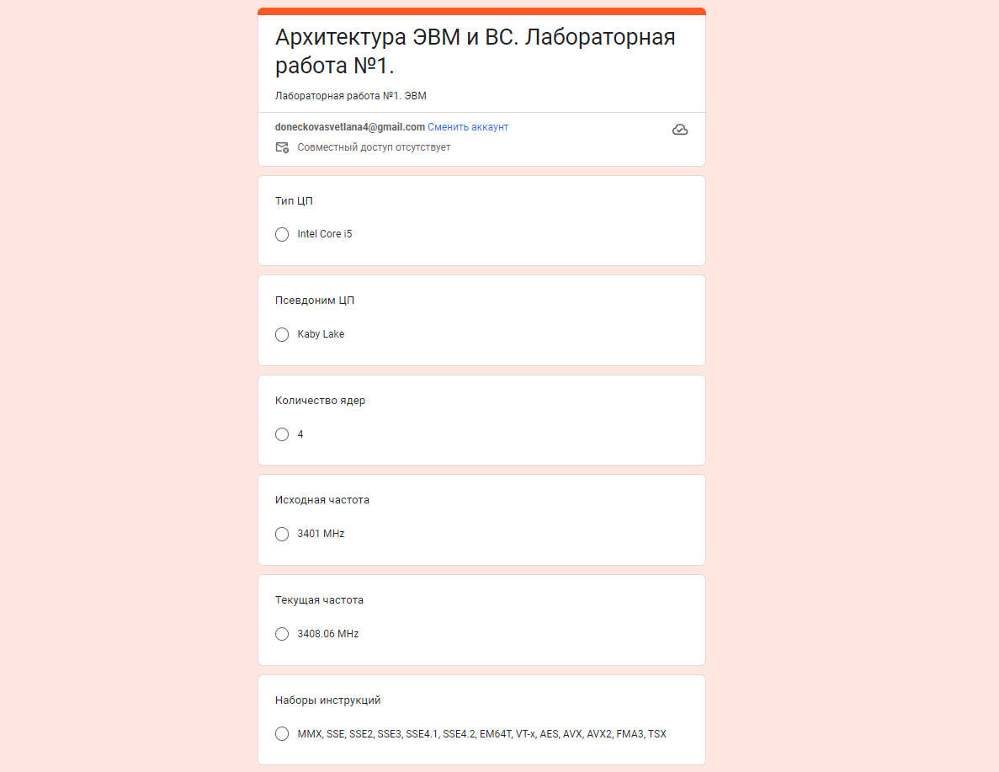 Архитектура ЭВМ и ВС. Лабораторная
работа №1.
Лабораторная работа №1. ЭВМ
doneckovasvetlana4@gmail.com Сменить аккаунт
Совместный доступ отсутствует
Тип ЦП
Intel Core i5
Псевдоним ЦП
Kaby Lake
Количество ядер
4
Исходная частота
3401 MHz
Текущая частота
3408.06 MHz
Наборы инструкций
MMX, SSE, SSE2, SSE3, SSE4.1, SSE4.2, EM64T, VT-x, AES, AVX, AVX2, FMA3, TSX